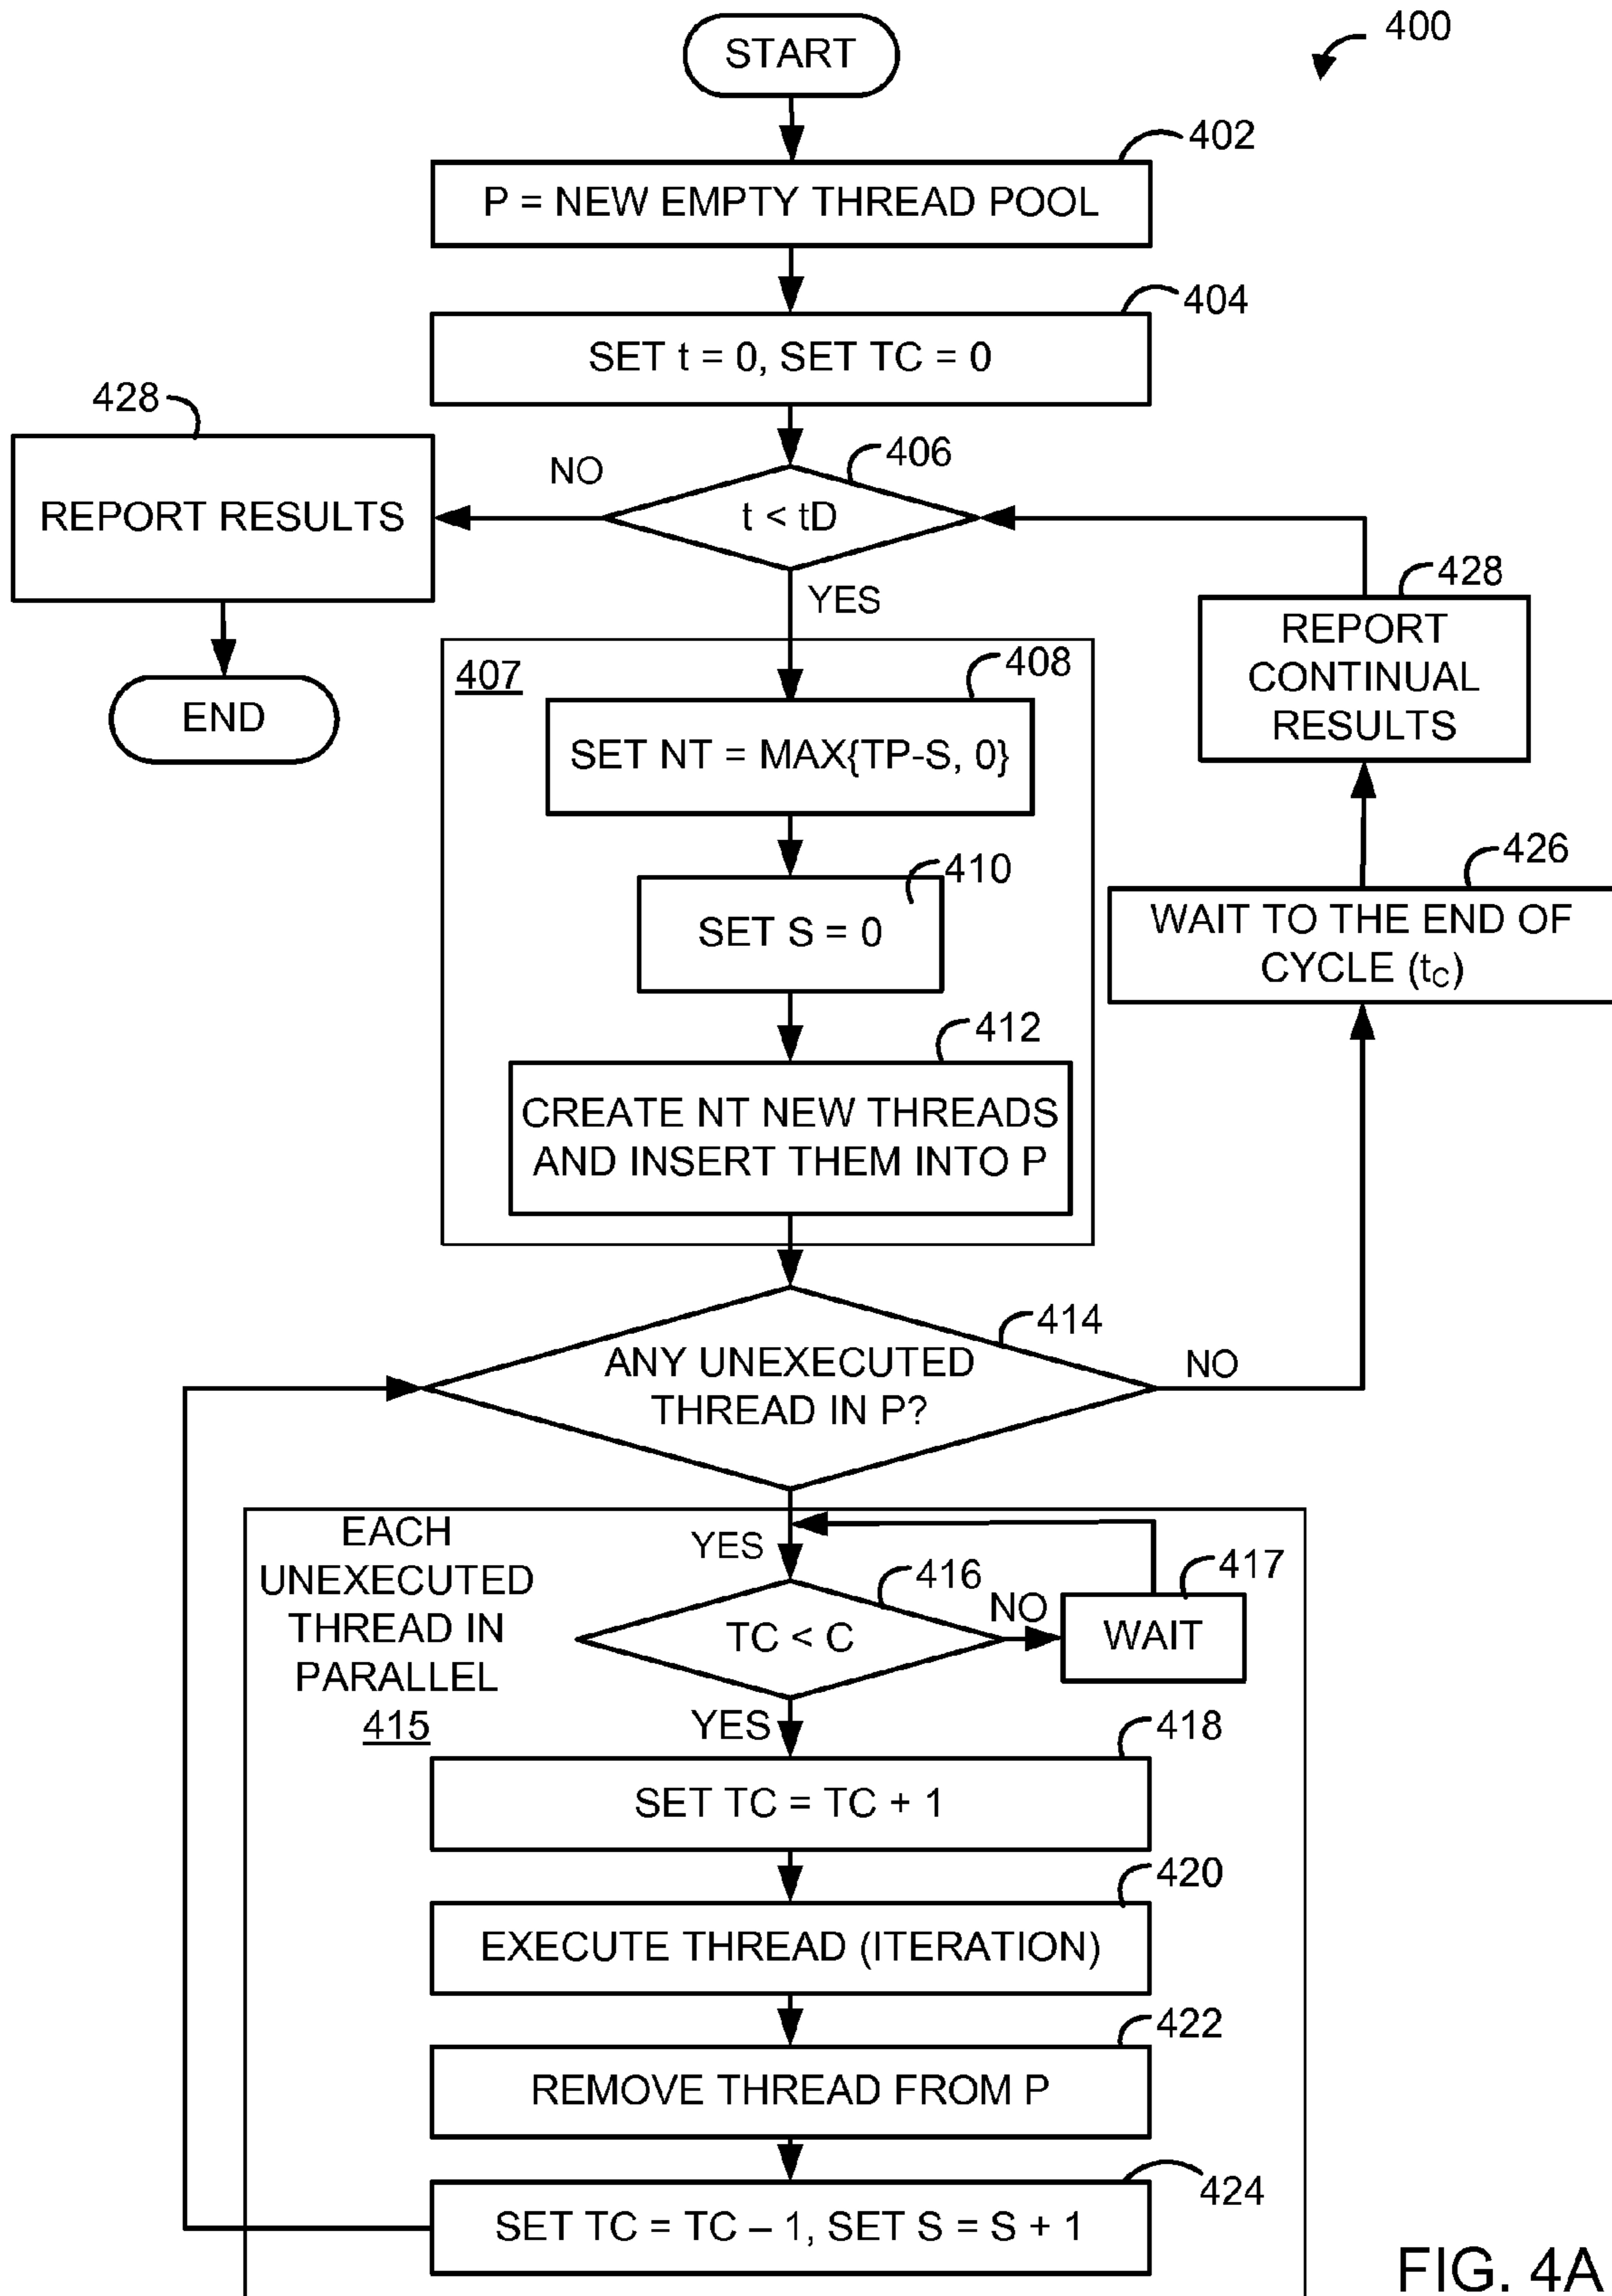 START
400
402
P = NEW EMPTY THREAD POOL
404
SET t = 0, SET TC = 0
428
406
NO
REPORT RESULTS
t < tD
YES
428
REPORT
CONTINUAL
RESULTS
END
407
408
SET NT = MAX{TP-S, 0}
410
SET S = 0
426
WAIT TO THE END OF
CYCLE (tC)
412
CREATE NT NEW THREADS
AND INSERT THEM INTO P
414
ANY UNEXECUTED
THREAD IN P?
NO
EACH
UNEXECUTED
THREAD IN
PARALLEL
415
YES
416
TC < C
NO
417
WAIT
YES
418
SET TC = TC + 1
420
EXECUTE THREAD (ITERATION)
422
REMOVE THREAD FROM P
424
SET TC = TC – 1, SET S = S + 1
FIG. 4A